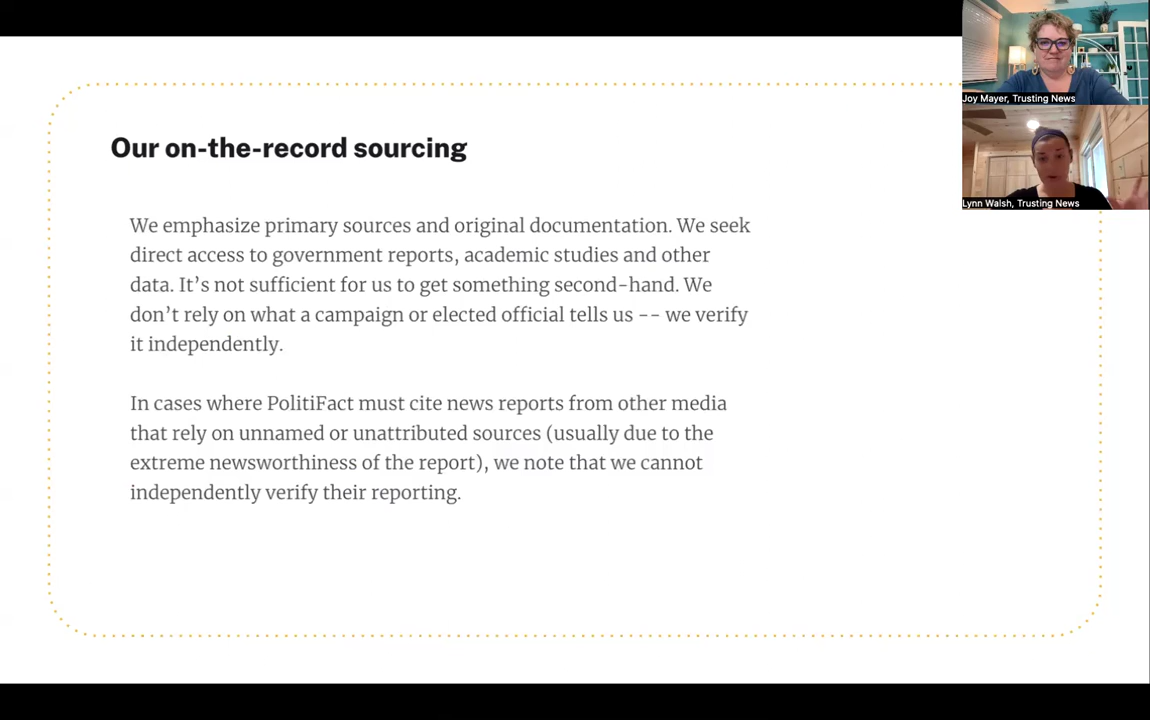 Our on-the-record sourcing
We emphasize primary sources and original documentation. We seek
direct access to government reports, academic studies and other
data. It’s not sufficient for us to get something second-hand. We
don’t rely on what a campaign or elected official tells us -- we verify
it independently.
In cases where PolitiFact must cite news reports from other media
that rely on unnamed or unattributed sources (usually due to the
extreme newsworthiness of the report), we note that we cannot
independently verify their reporting.
Joy Mayer, Trusting News
Lynn Walsh, Trusting News